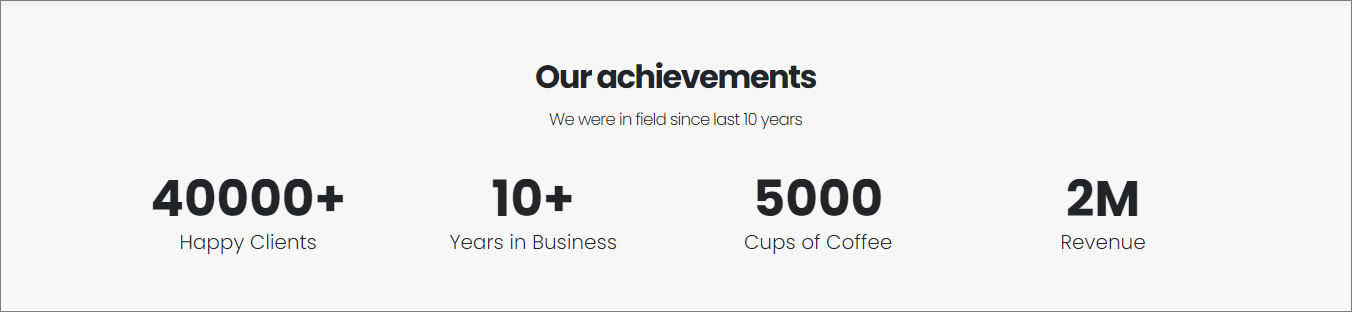 Our achievements
We were in field since last 10 years
40000+ 10+ 5000 2M
Happy Clients Years in Business Cups of Coffee Revenue